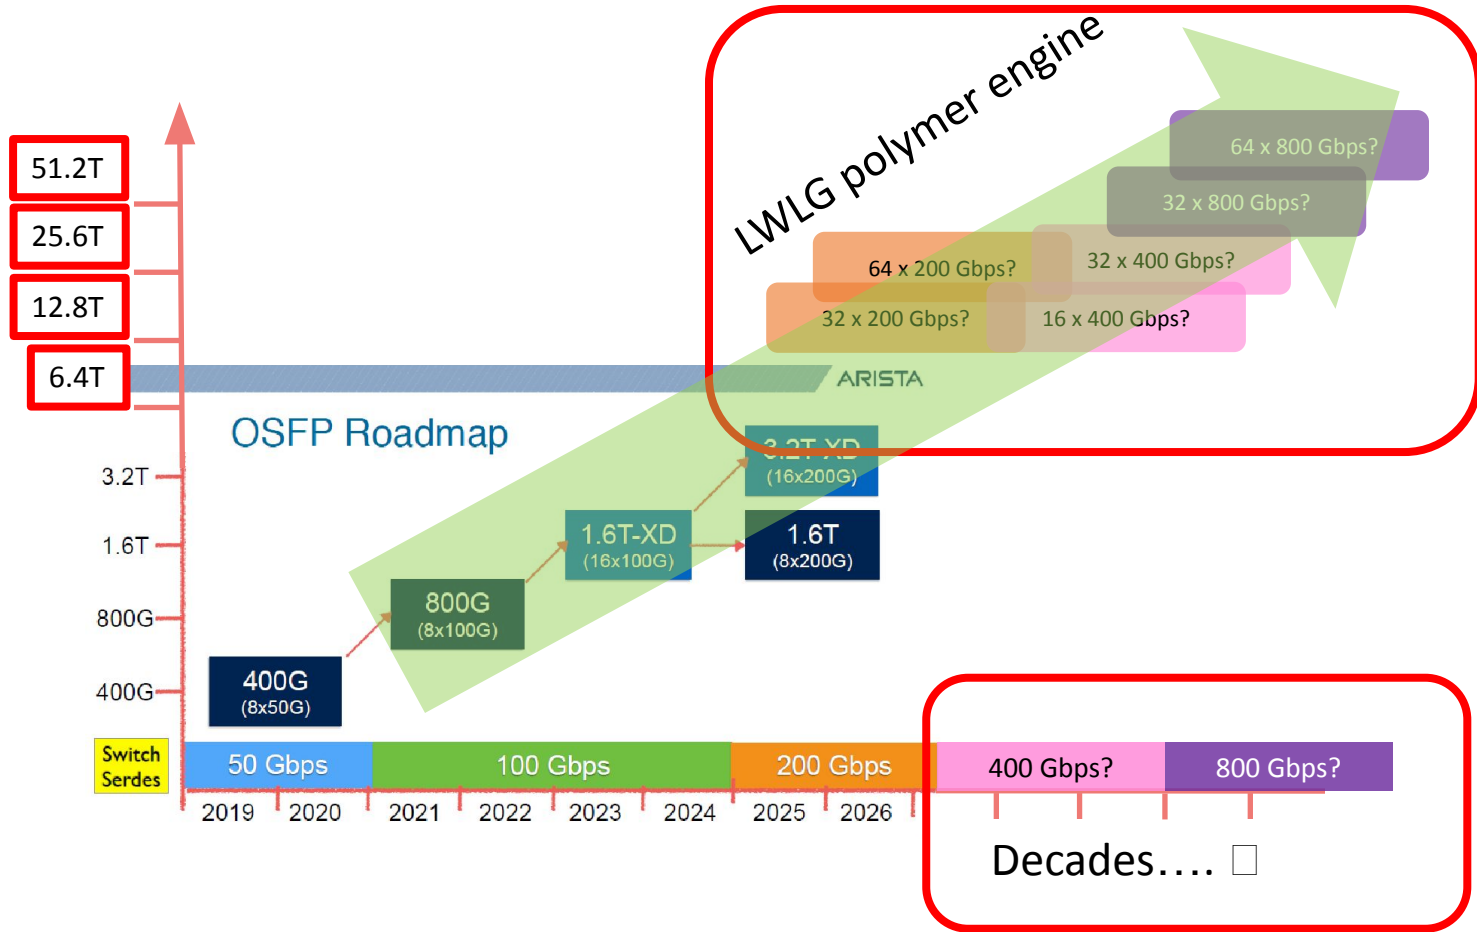 LWLG polymer engine
51.2T
25.6T
12.8T
6.4T
64 x 800 Gbps?
32 x 800 Gbps?
64 x 200 Gbps?
32 x 400 Gbps?
32 x 200 Gbps?
16 x 400 Gbps?
ARISTA
OSFP Roadmap
3.2T
1.6T
800G
400G
3.2T-XD
(16x200G)
1.6T-XD
(16x100G)
1.6T
(8x200G)
800G
(8x100G)
400G
(8x50G)
Switch
Serdes
50 Gbps
100 Gbps
200 Gbps
400 Gbps?
800 Gbps?
2019
2020
2021
2022
2023
2024
2025
2026
Decades…. □